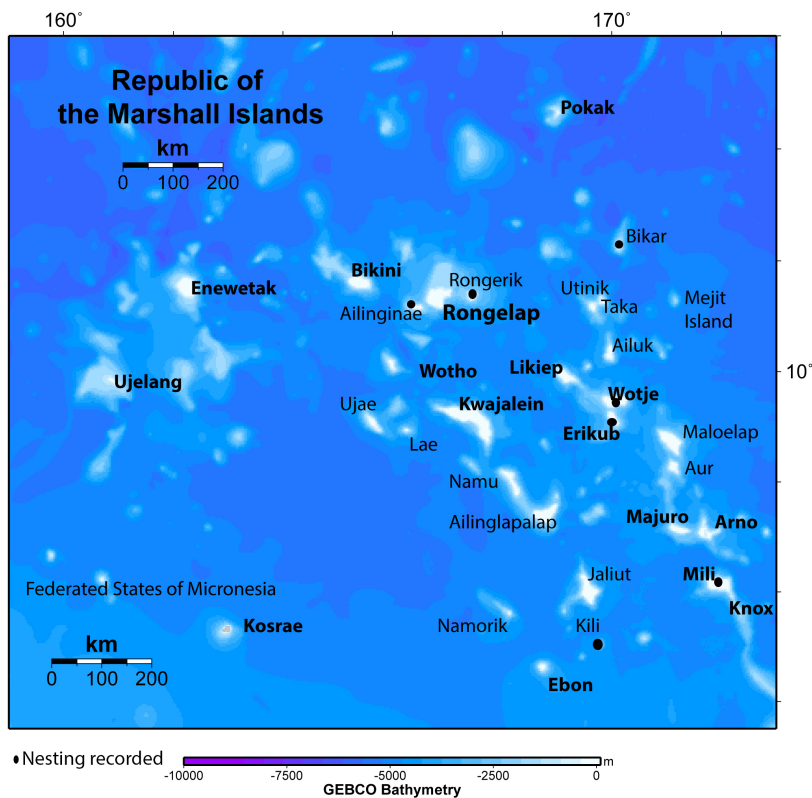 160° 170°
Republic of
the Marshall Islands
km
0 100 200
Pokak
Bikar
Bikini
Rongerik
Enewetak
Utinik
Mejit
Island
Ailinginae
Rongelap
Taka
Ailuk
10°
Wotho
Likiep
Ujelang
Wotje
Ujae
Kwajalein
Erikub
Maloelap
Lae
Aur
Namu
Ailinglapalap
Majuro
Arno
Jaliut
Mili
Federated States of Micronesia
Knox
Kosrae
Namorik
Kili
km
0 100 200
Ebon
Nesting recorded
m
-10000 -7500 -5000 -2500 0
GEBCO Bathymetry